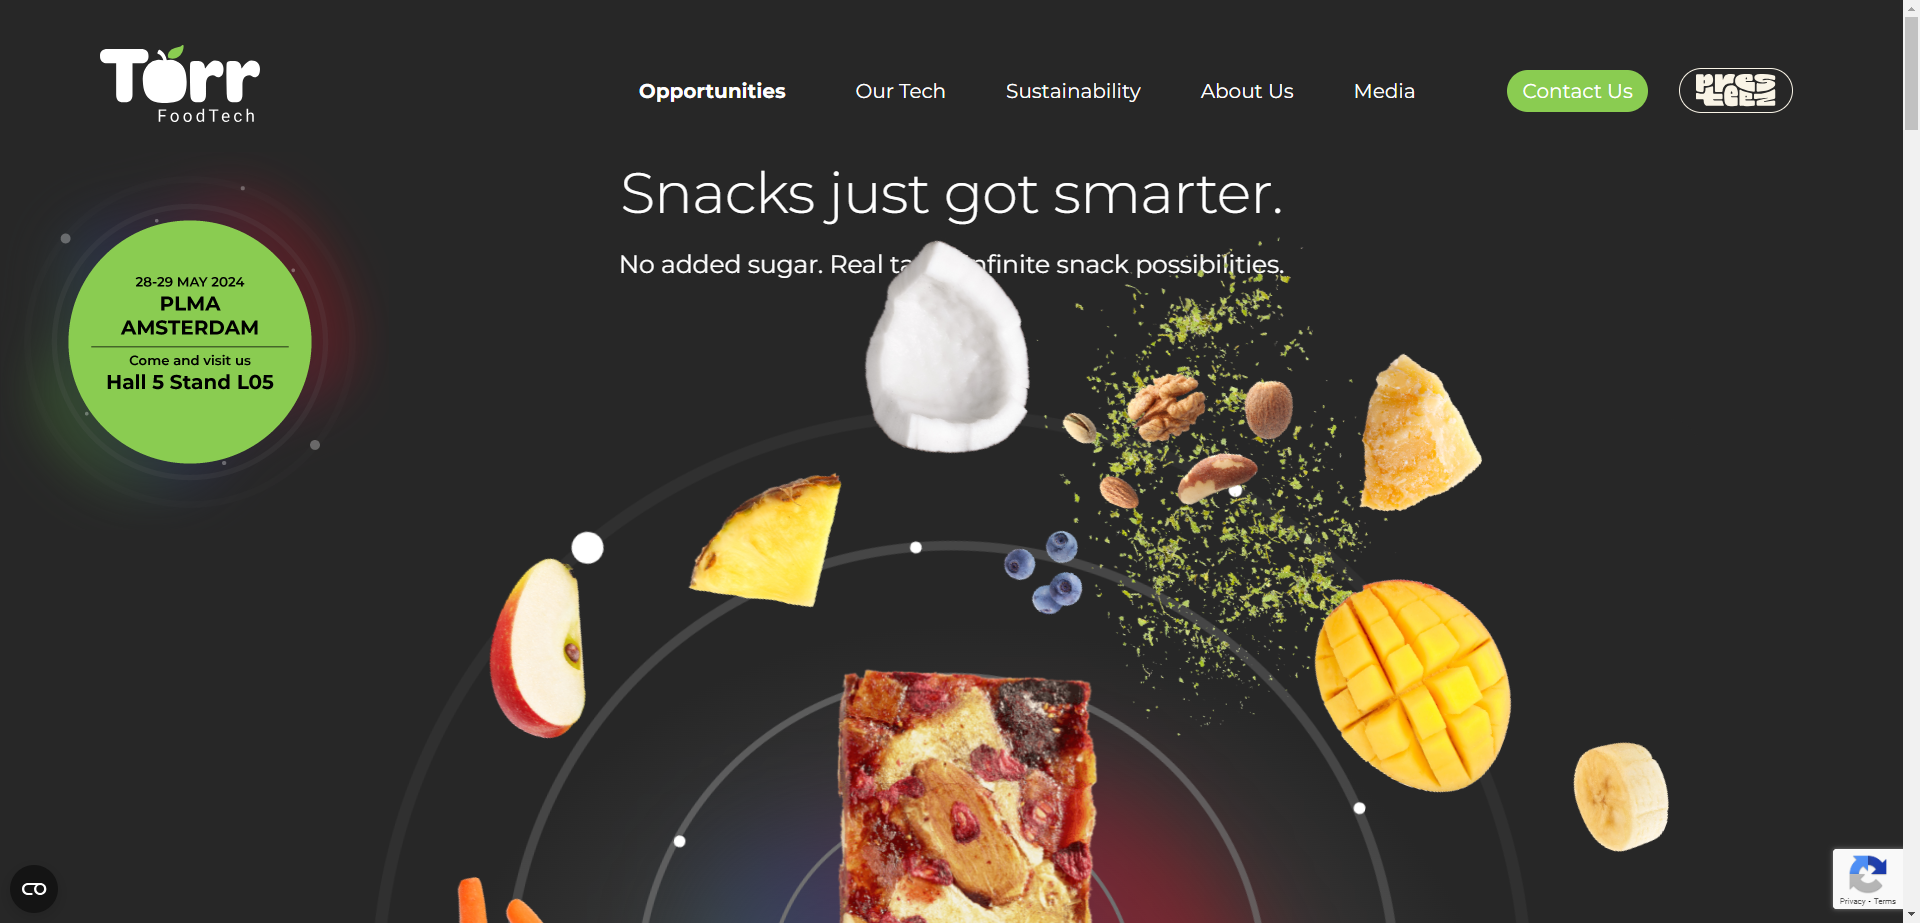 Torr
FoodTech
Opportunities
Our Tech
Sustainability
About Us
Media
Contact Us
pres
teez
Snacks just got smarter.
No added sugar. Real ta nfinite snack possibilities.
28-29 MAY 2024
PLMA
AMSTERDAM
Come and visit us
Hall 5 Stand L05
Privacy - Terms